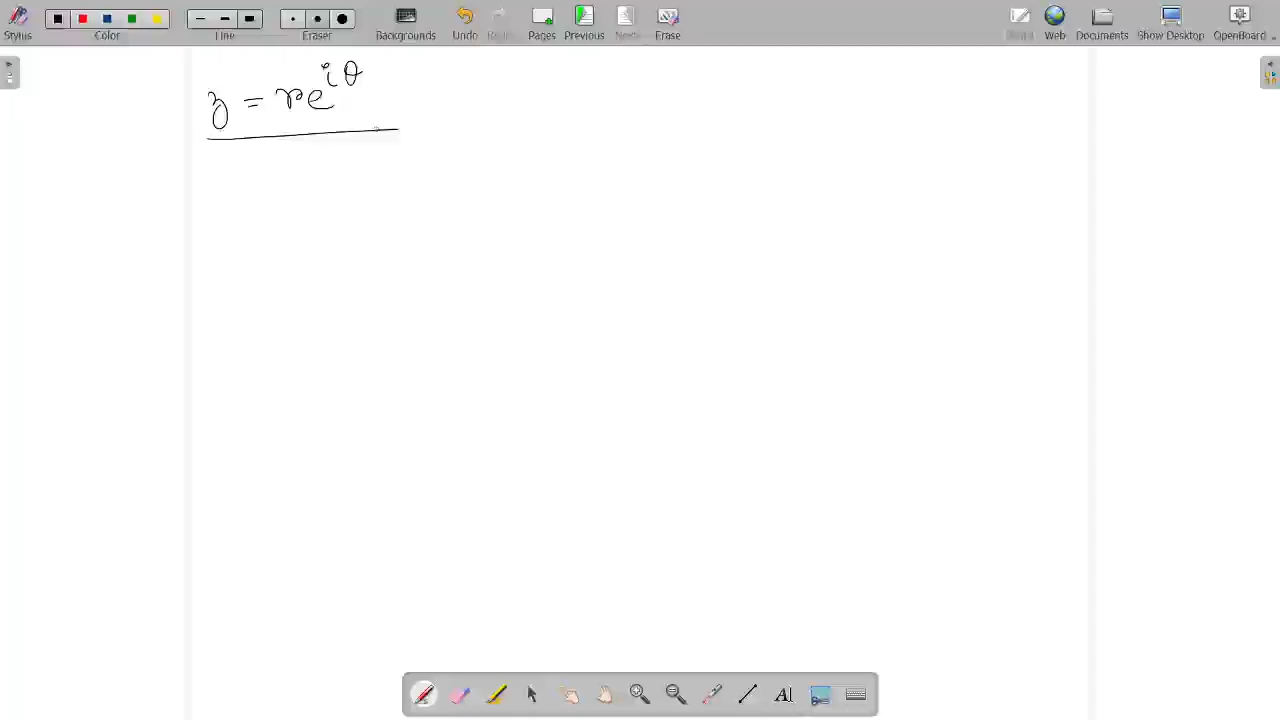 Stylus
Color
Line
Eraser
Backgrounds
Undo
Redo
Pages
Previous
Next
Erase
Board
Web
Documents
Show Desktop
OpenBoard
z = re^{iθ}